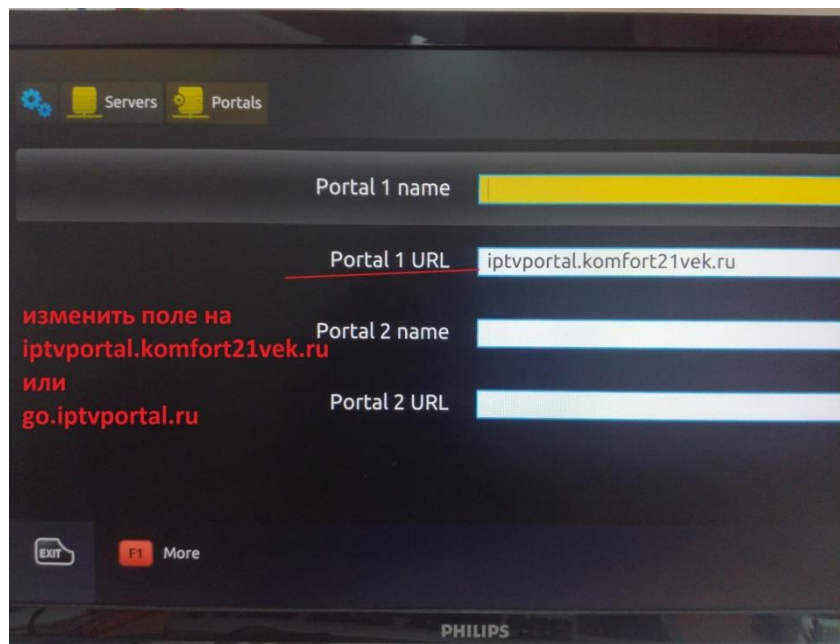 Servers Portals
Portal 1 name
Portal 1 URL iptvportal.komfort21vek.ru
изменить поле на
iptvportal.komfort21vek.ru
или
go.iptvportal.ru
Portal 2 name
Portal 2 URL
EXIT F1 More
PHILIPS